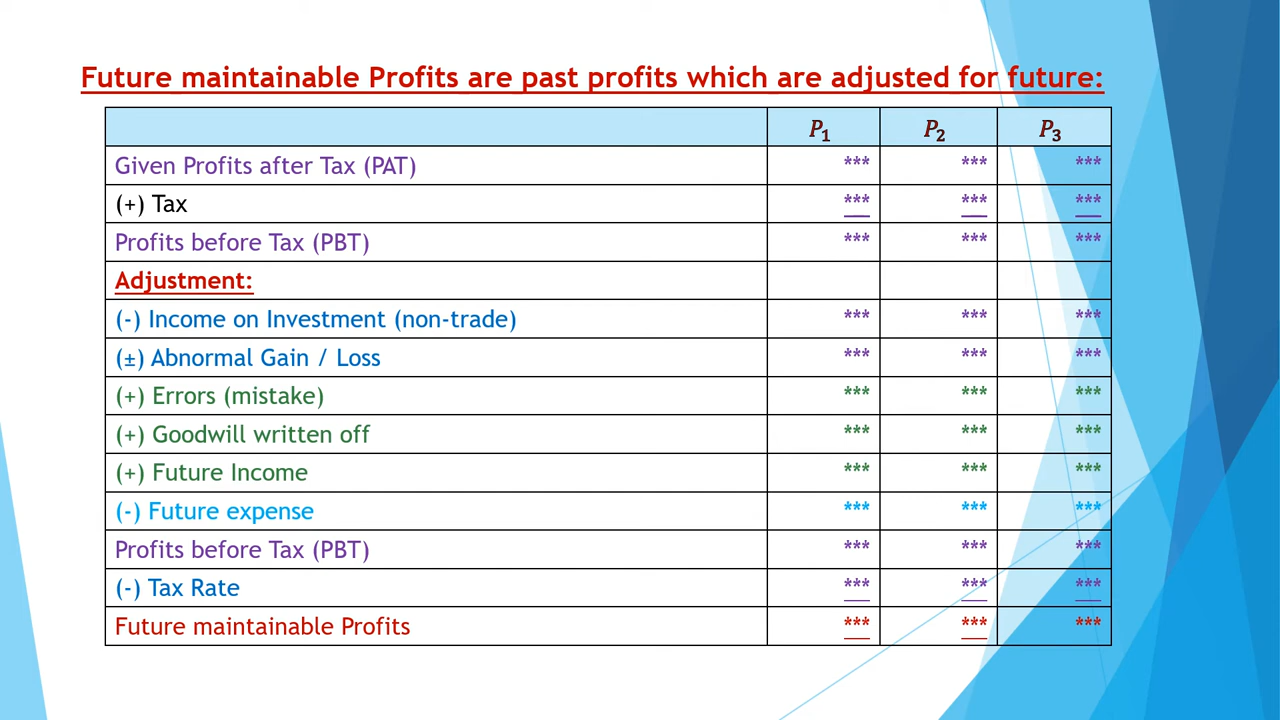 Future maintainable Profits are past profits which are adjusted for future:
P1 P2 P3
Given Profits after Tax (PAT) *** *** ***
(+) Tax *** *** ***
Profits before Tax (PBT) *** *** ***
Adjustment:
(-) Income on Investment (non-trade) *** *** ***
(±) Abnormal Gain / Loss *** *** ***
(+) Errors (mistake) *** *** ***
(+) Goodwill written off *** *** ***
(+) Future Income *** *** ***
(-) Future expense *** *** ***
Profits before Tax (PBT) *** *** ***
(-) Tax Rate *** *** ***
Future maintainable Profits *** *** ***